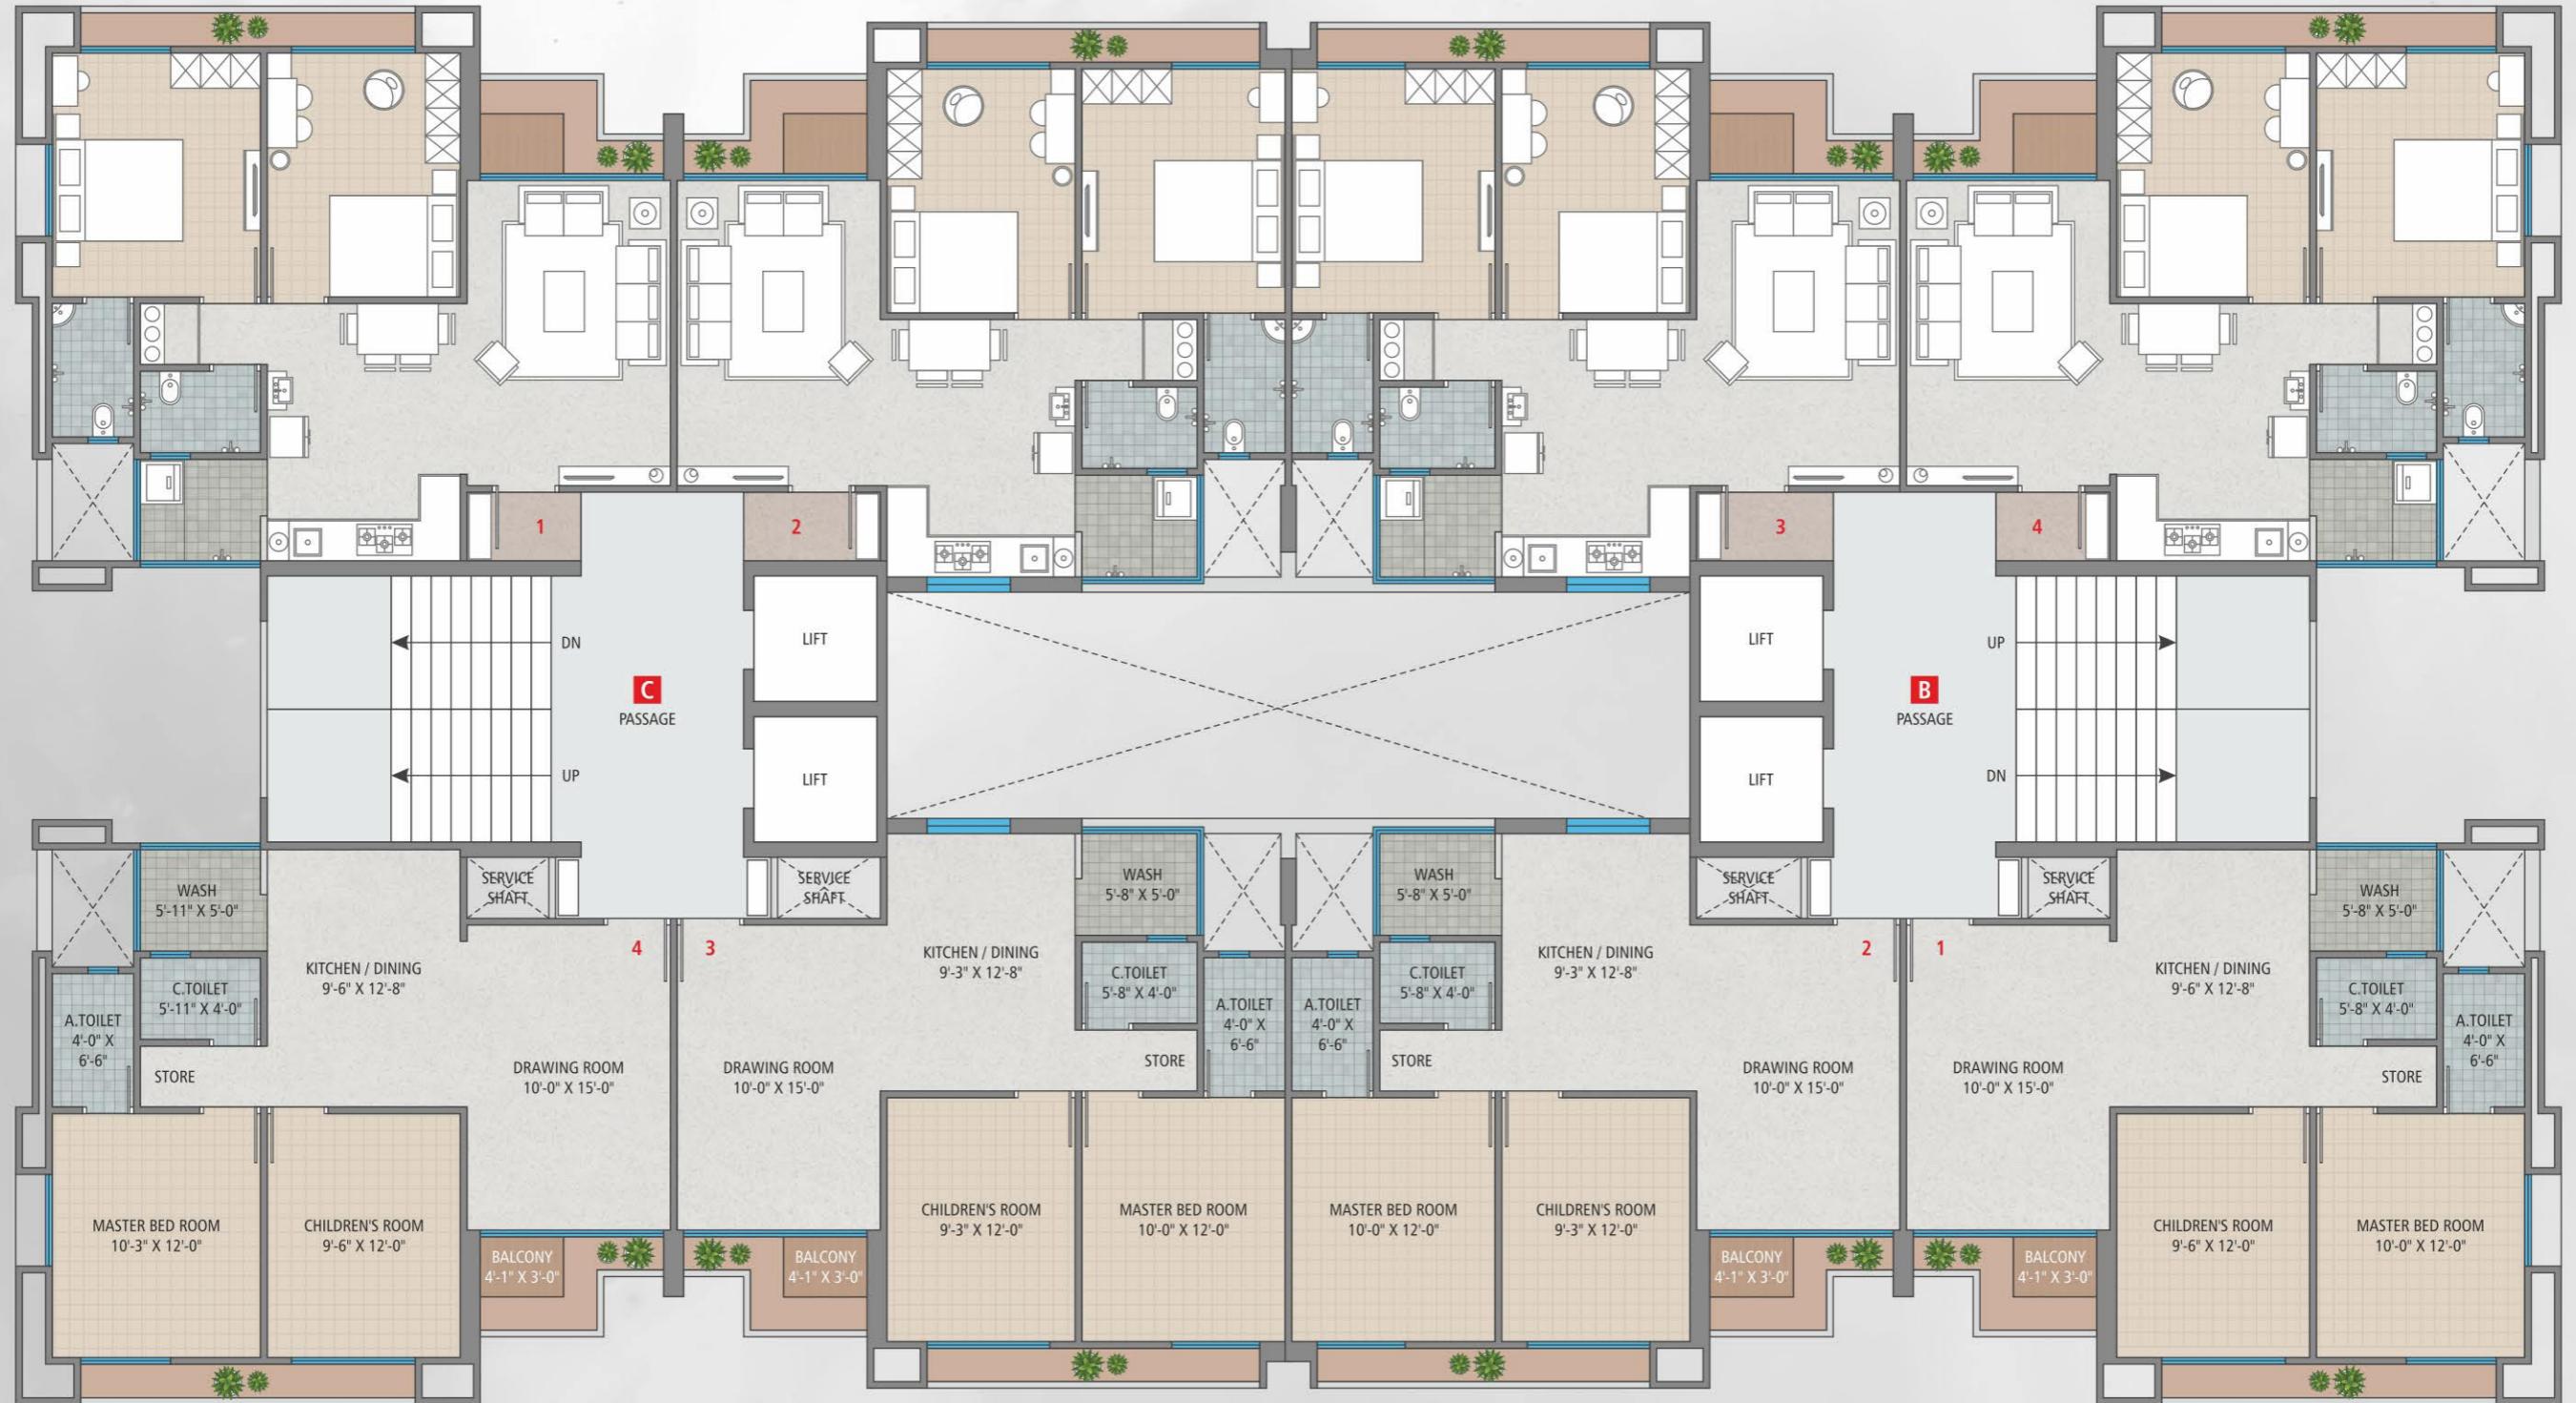 1
2
3
4
DN
LIFT
LIFT
UP
C
PASSAGE
B
PASSAGE
UP
LIFT
LIFT
DN
SERVICE
SHAFT
SERVICE
SHAFT
SERVICE
SHAFT
SERVICE
SHAFT
WASH
5'-11" X 5'-0"
C.TOILET
5'-11" X 4'-0"
A.TOILET
4'-0" X
6'-6"
STORE
KITCHEN / DINING
9'-6" X 12'-8"
4
DRAWING ROOM
10'-0" X 15'-0"
MASTER BED ROOM
10'-3" X 12'-0"
CHILDREN'S ROOM
9'-6" X 12'-0"
BALCONY
4'-1" X 3'-0"
3
DRAWING ROOM
10'-0" X 15'-0"
KITCHEN / DINING
9'-3" X 12'-8"
WASH
5'-8" X 5'-0"
C.TOILET
5'-8" X 4'-0"
A.TOILET
4'-0" X
6'-6"
STORE
BALCONY
4'-1" X 3'-0"
CHILDREN'S ROOM
9'-3" X 12'-0"
MASTER BED ROOM
10'-0" X 12'-0"
WASH
5'-8" X 5'-0"
C.TOILET
5'-8" X 4'-0"
A.TOILET
4'-0" X
6'-6"
STORE
KITCHEN / DINING
9'-3" X 12'-8"
2
DRAWING ROOM
10'-0" X 15'-0"
MASTER BED ROOM
10'-0" X 12'-0"
CHILDREN'S ROOM
9'-3" X 12'-0"
BALCONY
4'-1" X 3'-0"
1
DRAWING ROOM
10'-0" X 15'-0"
KITCHEN / DINING
9'-6" X 12'-8"
WASH
5'-8" X 5'-0"
C.TOILET
5'-8" X 4'-0"
A.TOILET
4'-0" X
6'-6"
STORE
BALCONY
4'-1" X 3'-0"
CHILDREN'S ROOM
9'-6" X 12'-0"
MASTER BED ROOM
10'-0" X 12'-0"